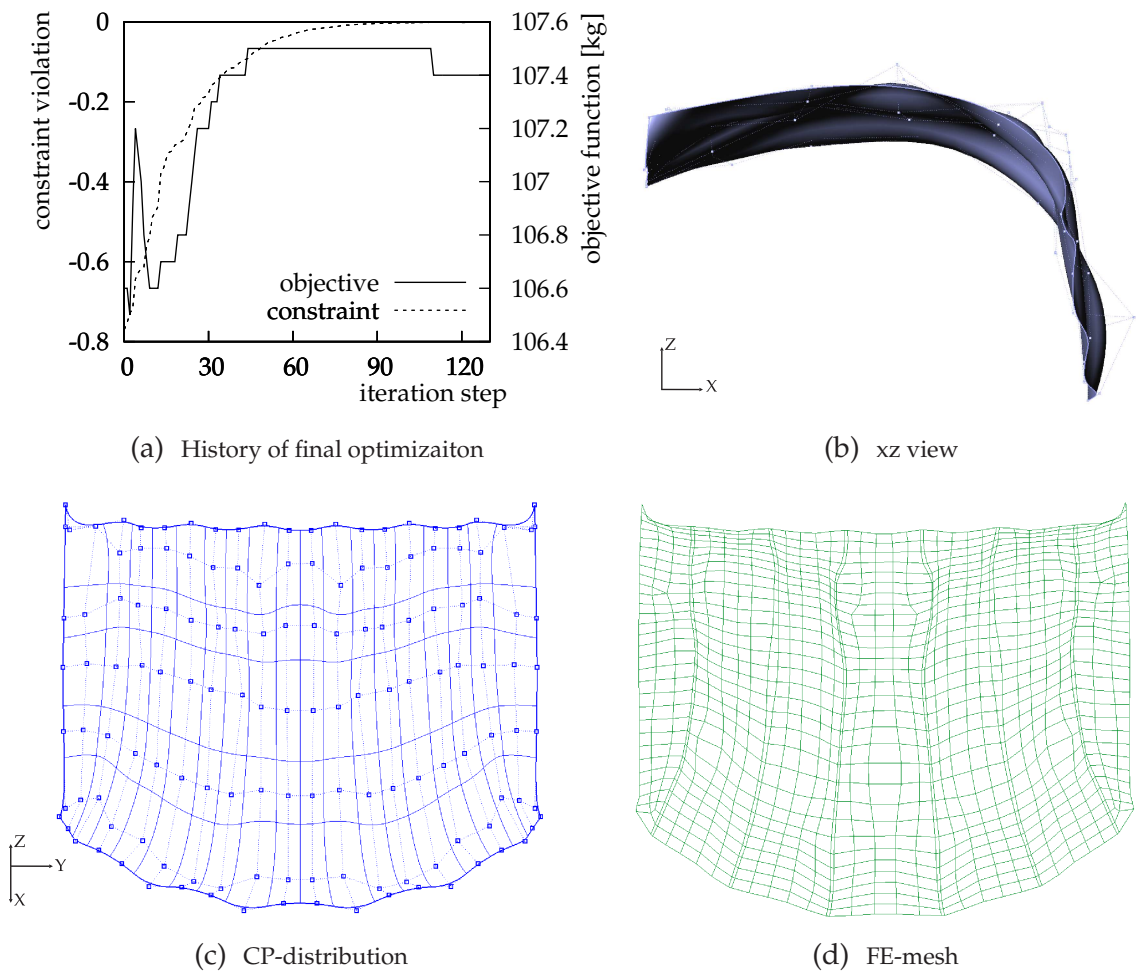 constraint violation
0
-0.2
-0.4
-0.6
-0.8
107.6
107.4
107.2
107
106.8
106.6
106.4
objective function [kg]
objective
constraint
0
30
60
90
120
iteration step
(a) History of final optimizaiton
Z
X
(b) xz view
Z
Y
X
(c) CP-distribution
(d) FE-mesh